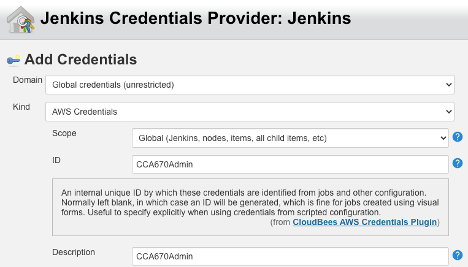 Jenkins Credentials Provider: Jenkins
Add Credentials
Domain
Global credentials (unrestricted)
Kind
AWS Credentials
Scope
Global (Jenkins, nodes, items, all child items, etc)
ID
CCA670Admin
An internal unique ID by which these credentials are identified from jobs and other configuration.
Normally left blank, in which case an ID will be generated, which is fine for jobs created using visual
forms. Useful to specify explicitly when using credentials from scripted configuration.
(from CloudBees AWS Credentials Plugin)
Description
CCA670Admin